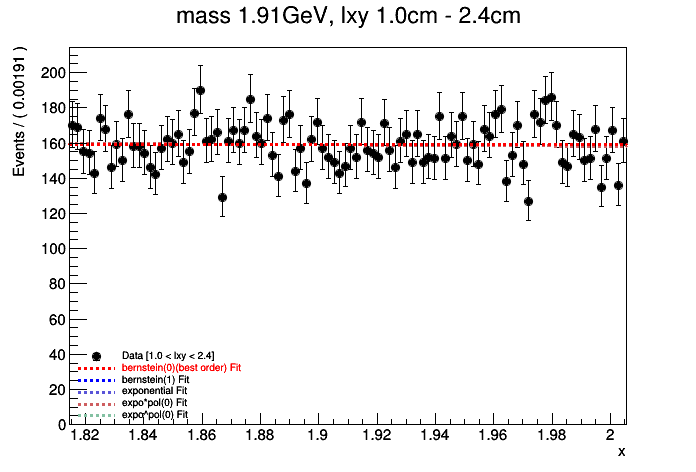 mass 1.91GeV, lxy 1.0cm - 2.4cm
Events / ( 0.00191 )
200
180
160
140
120
100
80
60
40
20
0
Data [1.0 < lxy < 2.4]
bernstein(0)(best order) Fit
bernstein(1) Fit
exponential Fit
expo*pol(0) Fit
expo*pol(0) Fit
1.82 1.84 1.86 1.88 1.9 1.92 1.94 1.96 1.98 2
x